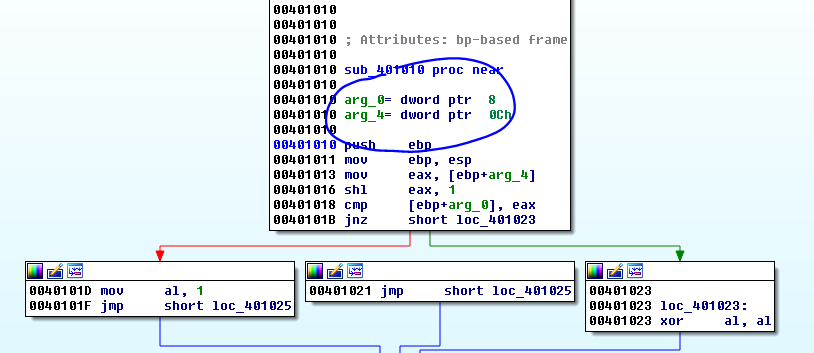 00401010
00401010
00401010 ; Attributes: bp-based frame
00401010
00401010 sub_401010 proc near
00401010
00401010 arg_0= dword ptr  8
00401010 arg_4= dword ptr  0Ch
00401010
00401010 push    ebp
00401011 mov     ebp, esp
00401013 mov     eax, [ebp+arg_4]
00401016 shl     eax, 1
00401018 cmp     [ebp+arg_0], eax
0040101B jnz     short loc_401023
0040101D mov     al, 1
0040101F jmp     short loc_401025
00401021 jmp     short loc_401025
00401023
00401023 loc_401023:
00401023 xor     al, al